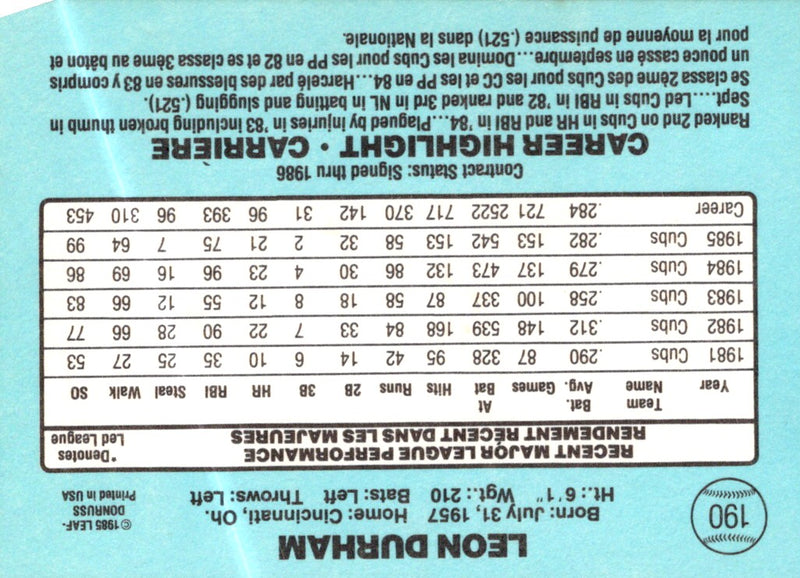 190
LEON DURHAM
Born: July 31, 1957 Home: Cincinnati, Oh.
Ht.: 6'1" Wgt.: 210 Bats: Left Throws: Left
©1985 LEAF-
DONRUSS
Printed in USA
RECENT MAJOR LEAGUE PERFORMANCE
RENDEMENT RÉCENT DANS LES MAJEURES
*Denotes
Led League
Year Team Name Bat. Avg. Games At Bat Hits Runs 2B 3B HR RBI Steal Walk SO
1981 Cubs .290 87 328 95 42 14 6 10 35 25 27 53
1982 Cubs .312 148 539 168 84 33 7 22 90 28 66 77
1983 Cubs .258 100 337 87 58 18 8 12 55 12 66 83
1984 Cubs .279 137 473 132 86 30 4 23 96 16 69 86
1985 Cubs .282 153 542 153 58 32 2 21 75 7 64 99
Career .284 721 2522 717 370 142 31 96 393 96 310 453
Contract Status: Signed thru 1986
CAREER HIGHLIGHT • CARRIÈRE
Ranked 2nd on Cubs in HR and RBI in '84...Plagued by injuries in '83 including broken thumb in
Sept....Led Cubs in RBI in '82 and ranked 3rd in NL in batting and slugging (.521).
Se classa 2ème des Cubs pour les CC et les PP en 84...Harcelé par des blessures en 83 y compris
un pouce cassé en septembre...Domina les Cubs pour les PP en 82 et se classa 3ème au bâton et
pour la moyenne de puissance (.521) dans la Nationale.